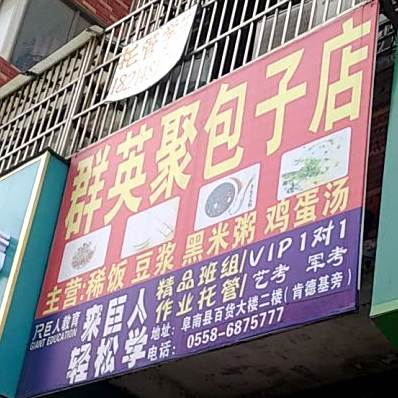 托管
群英聚包子店
主营:稀饭 豆浆 黑米粥 鸡蛋汤
巨人教育 来巨人 精品班组/VIP1对1
GIANT EDUCATION 轻松学 作业托管/艺考 军考
地址:阜南县百货大楼二楼(肯德基旁)
电话:0558-6875777